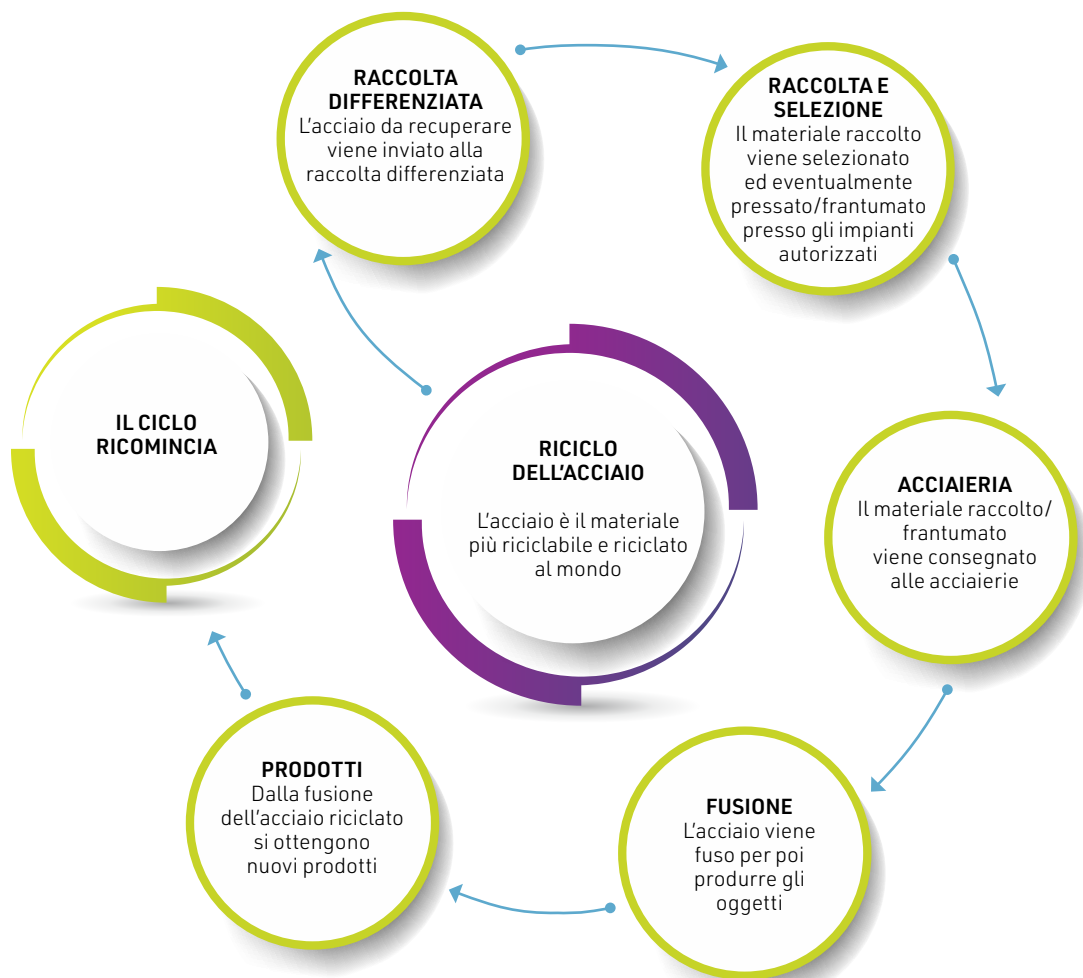 RACCOLTA
DIFFERENZIATA
L'acciaio da recuperare
viene inviato alla
raccolta differenziata
RACCOLTA E
SELEZIONE
Il materiale raccolto
viene selezionato
ed eventualmente
pressato/frantumato
presso gli impianti
autorizzati
IL CICLO
RICOMINCIA
RICICLO
DELL'ACCIAIO
L'acciaio è il materiale
più riciclabile e riciclato
al mondo
ACCIAIERIA
Il materiale raccolto/
frantumato
viene consegnato
alle acciaierie
PRODOTTI
Dalla fusione
dell'acciaio riciclato
si ottengono
nuovi prodotti
FUSIONE
L'acciaio viene
fuso per poi
produrre gli
oggetti